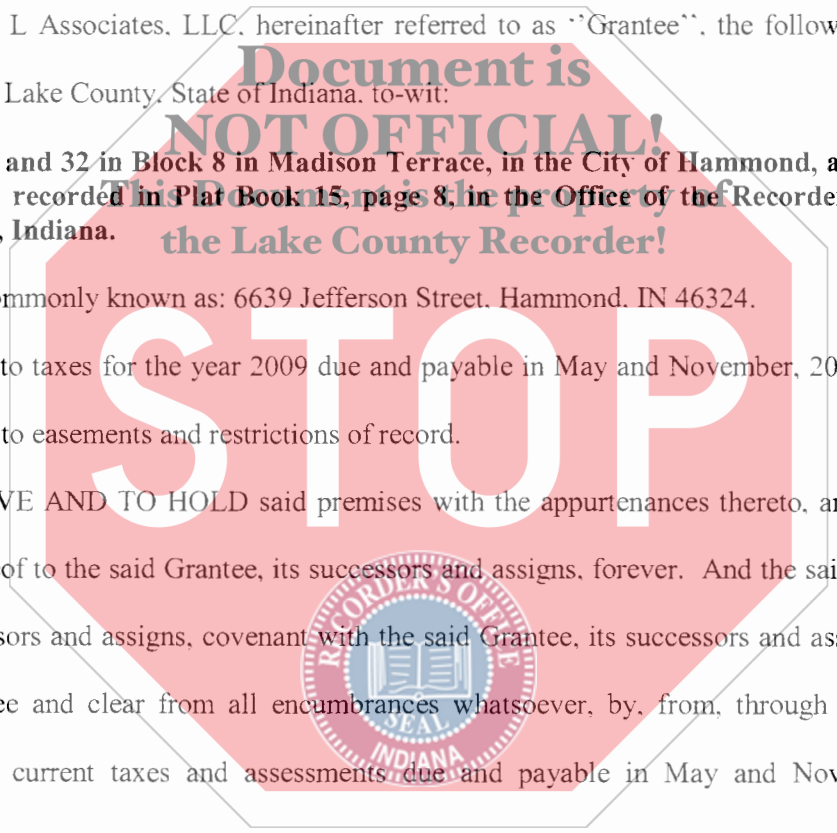 L Associates, LLC, hereinafter referred to as "Grantee", the follow
Document is
Lake County, State of Indiana, to-wit:
NOT OFFICIAL!
and 32 in Block 8 in Madison Terrace, in the City of Hammond, a
This Document is the property of
recorded in Plat Book 15, page 8, in the Office of the Recorde
, Indiana.
the Lake County Recorder!
ommonly known as: 6639 Jefferson Street, Hammond, IN 46324.
to taxes for the year 2009 due and payable in May and November, 20
STOP
to easements and restrictions of record.
VE AND TO HOLD said premises with the appurtenances thereto, a
of to the said Grantee, its successors and assigns, forever. And the sai
RECORDER'S OFFICE
sors and assigns, covenant with the said Grantee, its successors and ass
ee and clear from all encumbrances whatsoever, by, from, through
SEAL
INDIANA
current taxes and assessments due and payable in May and Nov